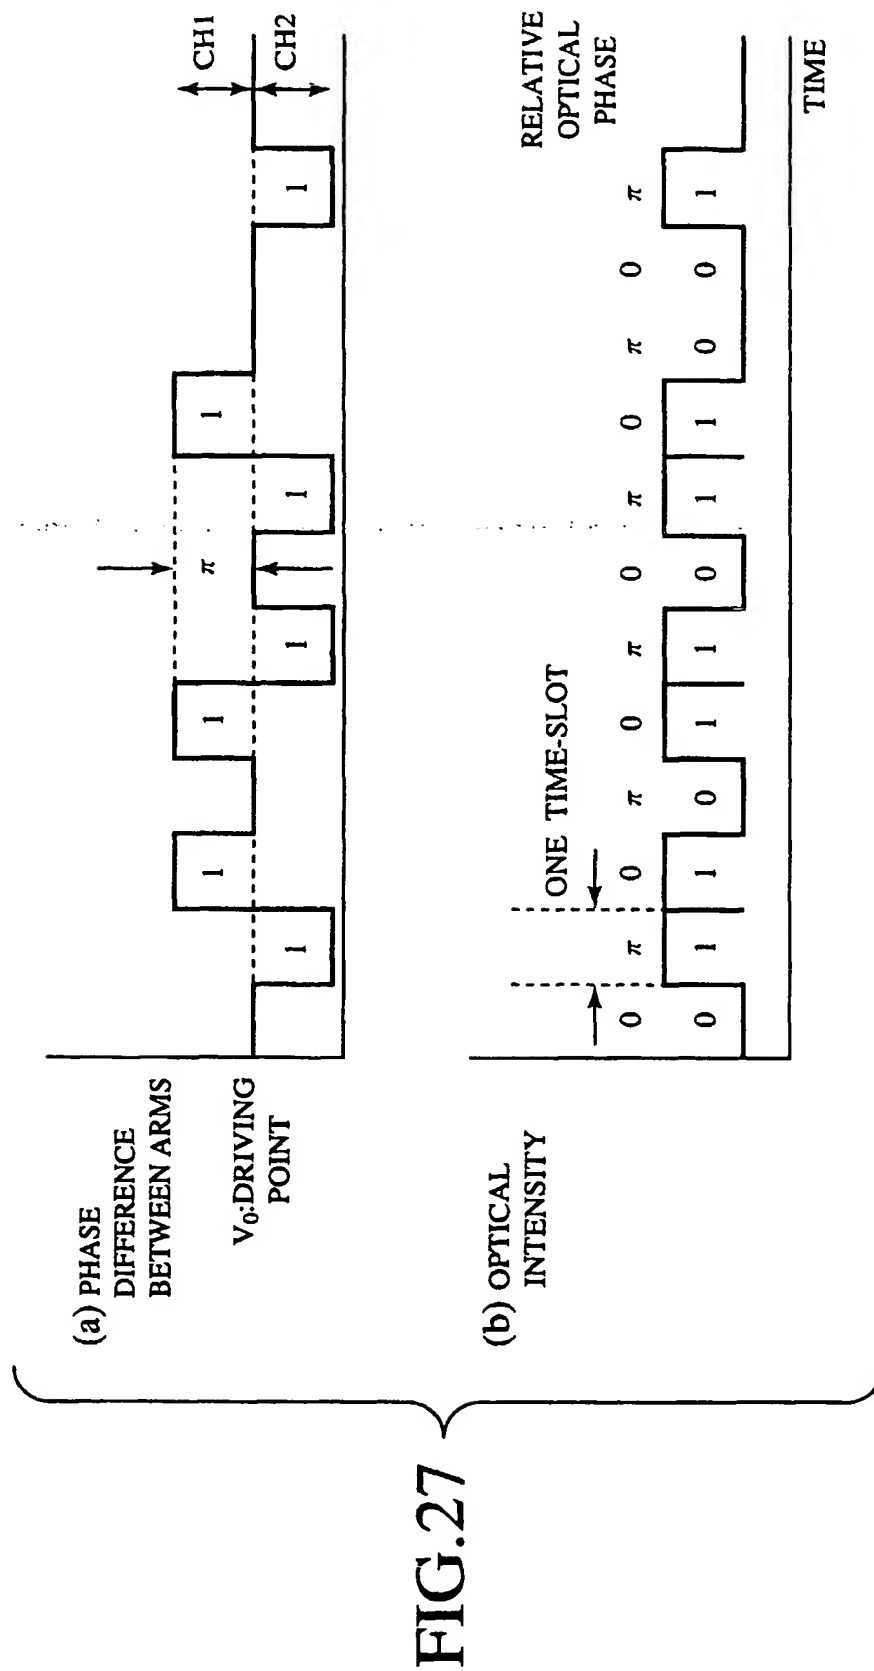 FIG.27
(a) PHASE
DIFFERENCE
BETWEEN ARMS
V0:DRIVING
POINT
CH1
CH2
1 1 π 1
1 1 1 1
(b) OPTICAL
INTENSITY
ONE TIME-SLOT
RELATIVE
OPTICAL
PHASE
0 π 0 π 0 π 0 π 0 π 0 π
0 1 1 0 1 1 0 1 1 0 0 1
TIME